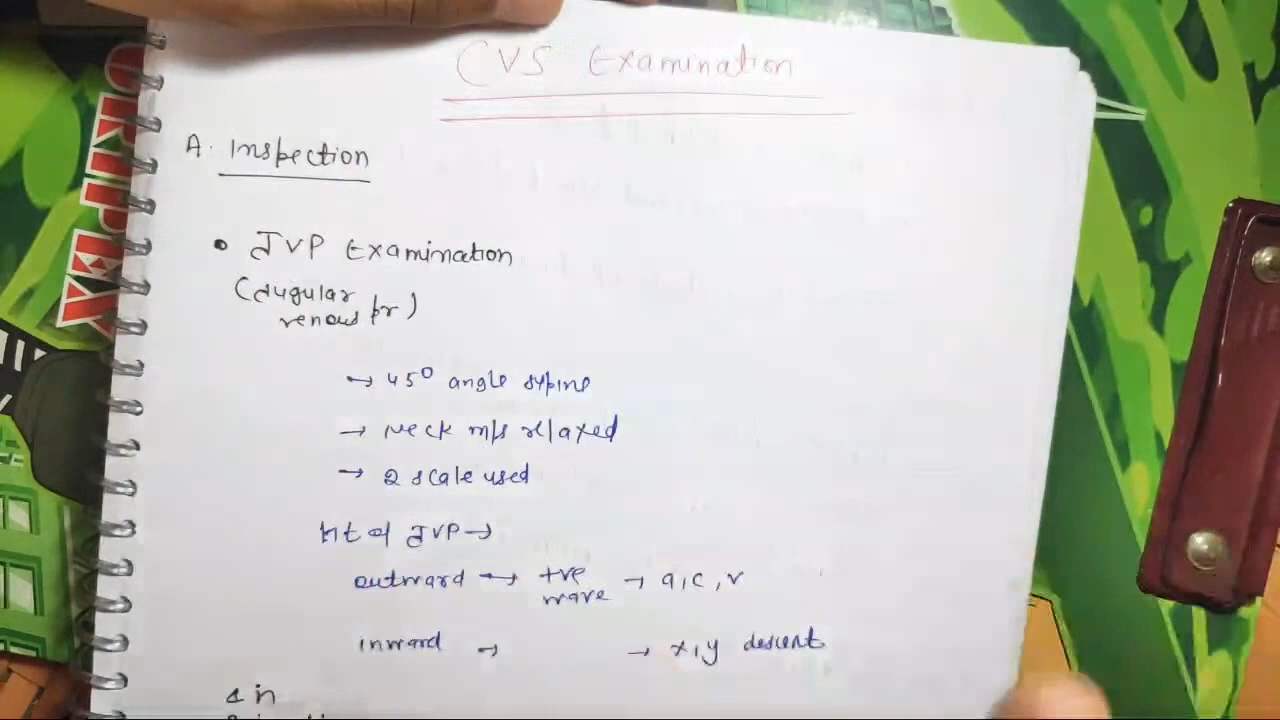 CVS Examination
A. Inspection
• JVP Examination
(Jugular
venous pr)
→ 45° angle supine
→ Neck m/s relaxed
→ 2 scale used
Ht of JVP →
outward → +ve wave → a, c, v
inward → → x, y descent
GRIPEX